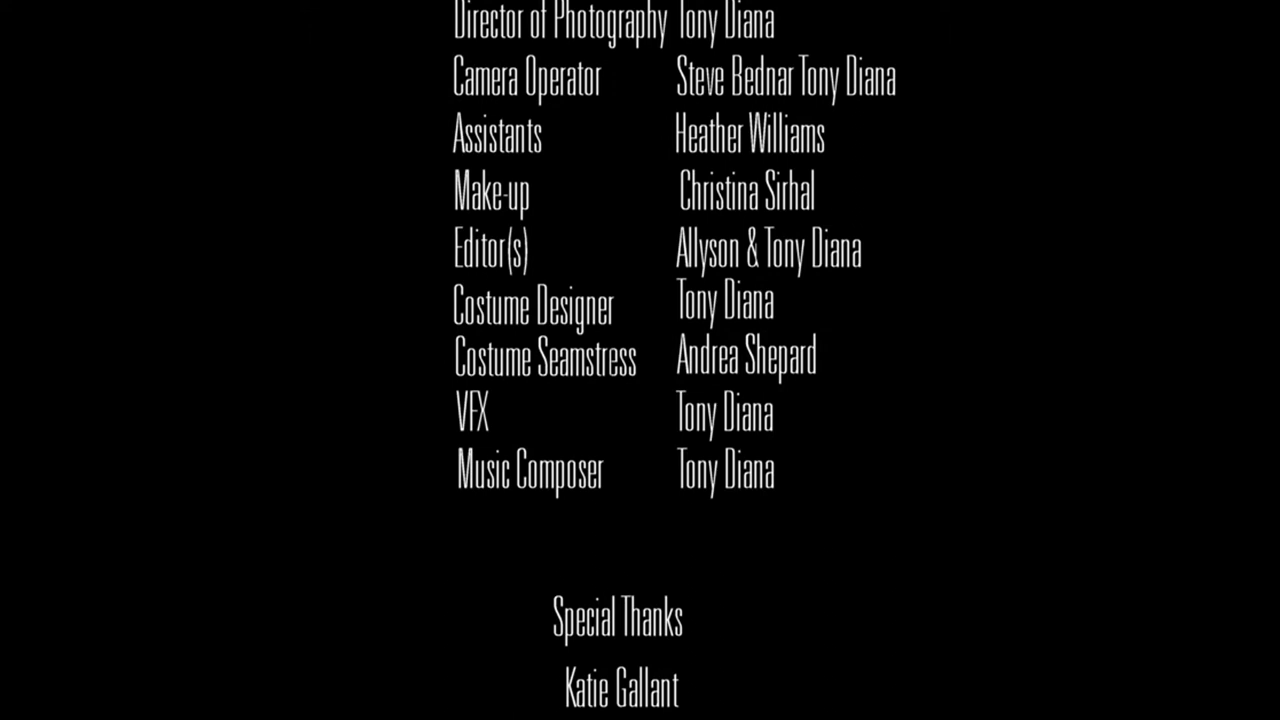 Director of Photography Tony Diana
Camera Operator Steve Bednar Tony Diana
Assistants Heather Williams
Make-up Christina Sirhal
Editor(s) Allyson & Tony Diana
Costume Designer Tony Diana
Costume Seamstress Andrea Shepard
VFX Tony Diana
Music Composer Tony Diana
Special Thanks
Katie Gallant